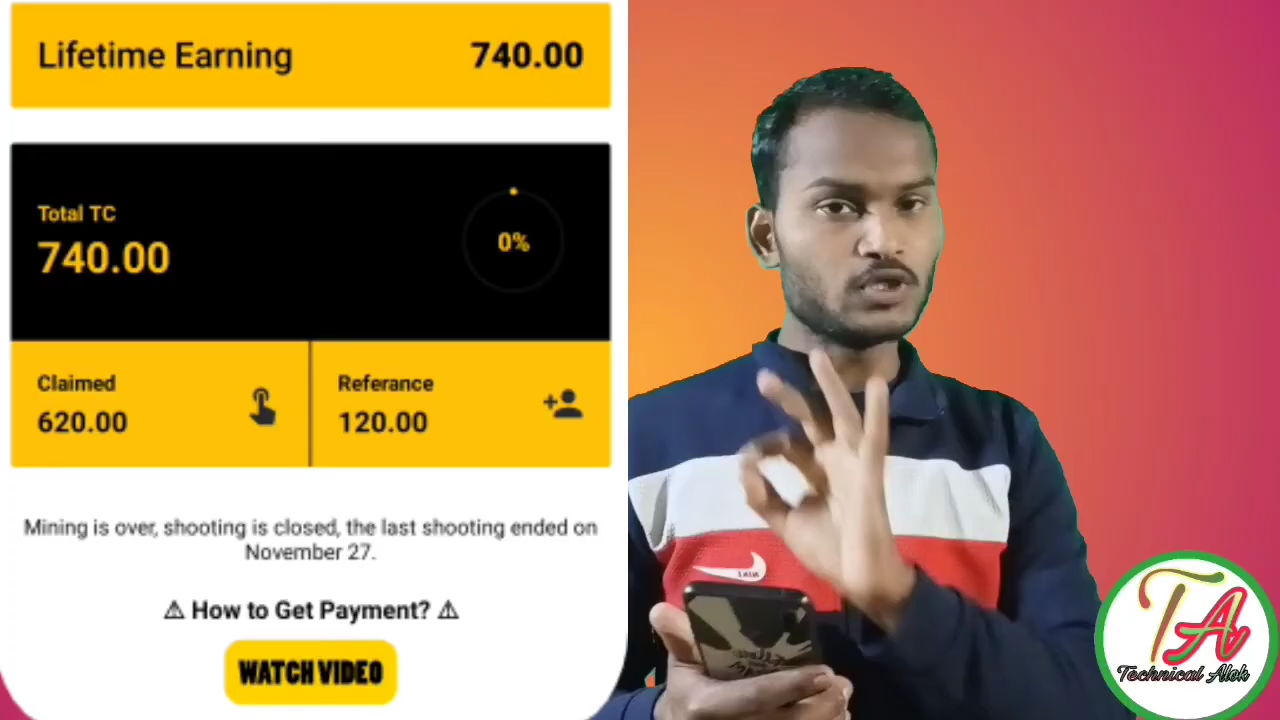 Lifetime Earning 740.00
Total TC
740.00
0%
Claimed
620.00
Referance
120.00
Mining is over, shooting is closed, the last shooting ended on
November 27.
⚠ How to Get Payment? ⚠
WATCH VIDEO
TA
Technical Alok